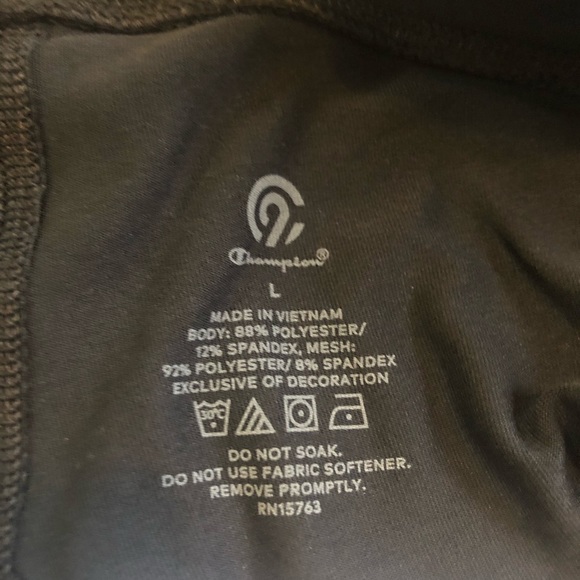 C9
Champion®
L
MADE IN VIETNAM
BODY: 88% POLYESTER/
12% SPANDEX, MESH:
92% POLYESTER/ 8% SPANDEX
EXCLUSIVE OF DECORATION
30°C
DO NOT SOAK.
DO NOT USE FABRIC SOFTENER.
REMOVE PROMPTLY.
RN15763